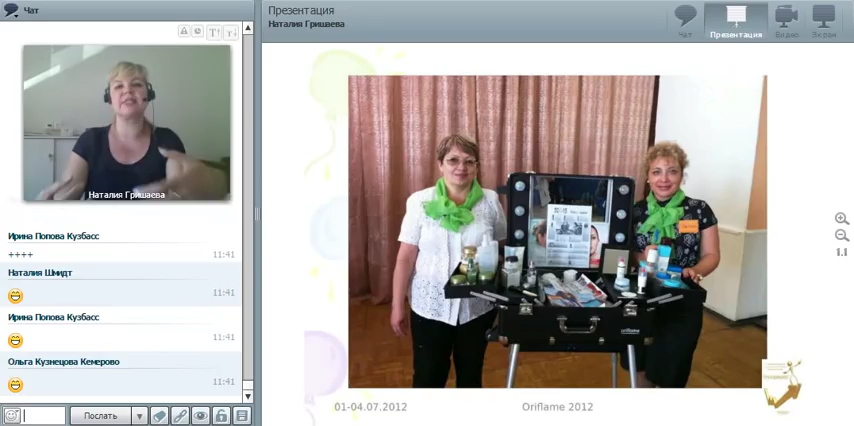 Чат
Наталия Гришаева
Ирина Попова Кузбасс
++++
11:41
Наталия Шмидт
11:41
Ирина Попова Кузбасс
11:41
Ольга Кузнецова Кемерово
11:41
Послать
Презентация
Наталия Гришаева
Чат
Презентация
Видео
Экран
oriflame
01-04.07.2012
Oriflame 2012
1:1